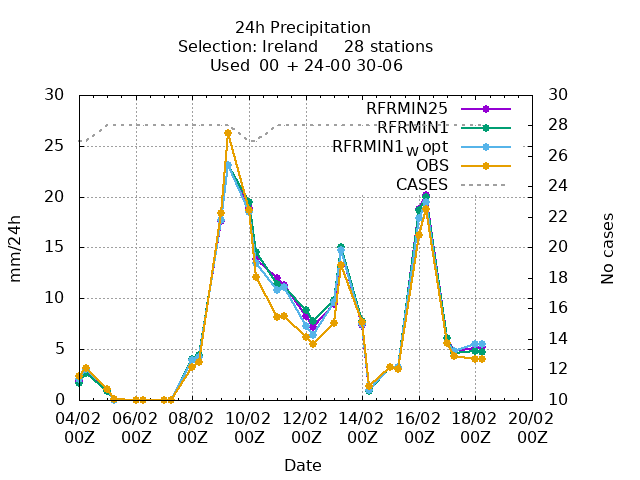 24h Precipitation
Selection: Ireland 28 stations
Used 00 + 24-00 30-06
mm/24h
30
25
20
15
10
5
0
RFRMIN25
RFRMIN1
RFRMIN1w opt
OBS
CASES
30
28
26
24
22
20
18
16
14
12
10
No cases
04/02 06/02 08/02 10/02 12/02 14/02 16/02 18/02 20/02
00Z 00Z 00Z 00Z 00Z 00Z 00Z 00Z 00Z
Date